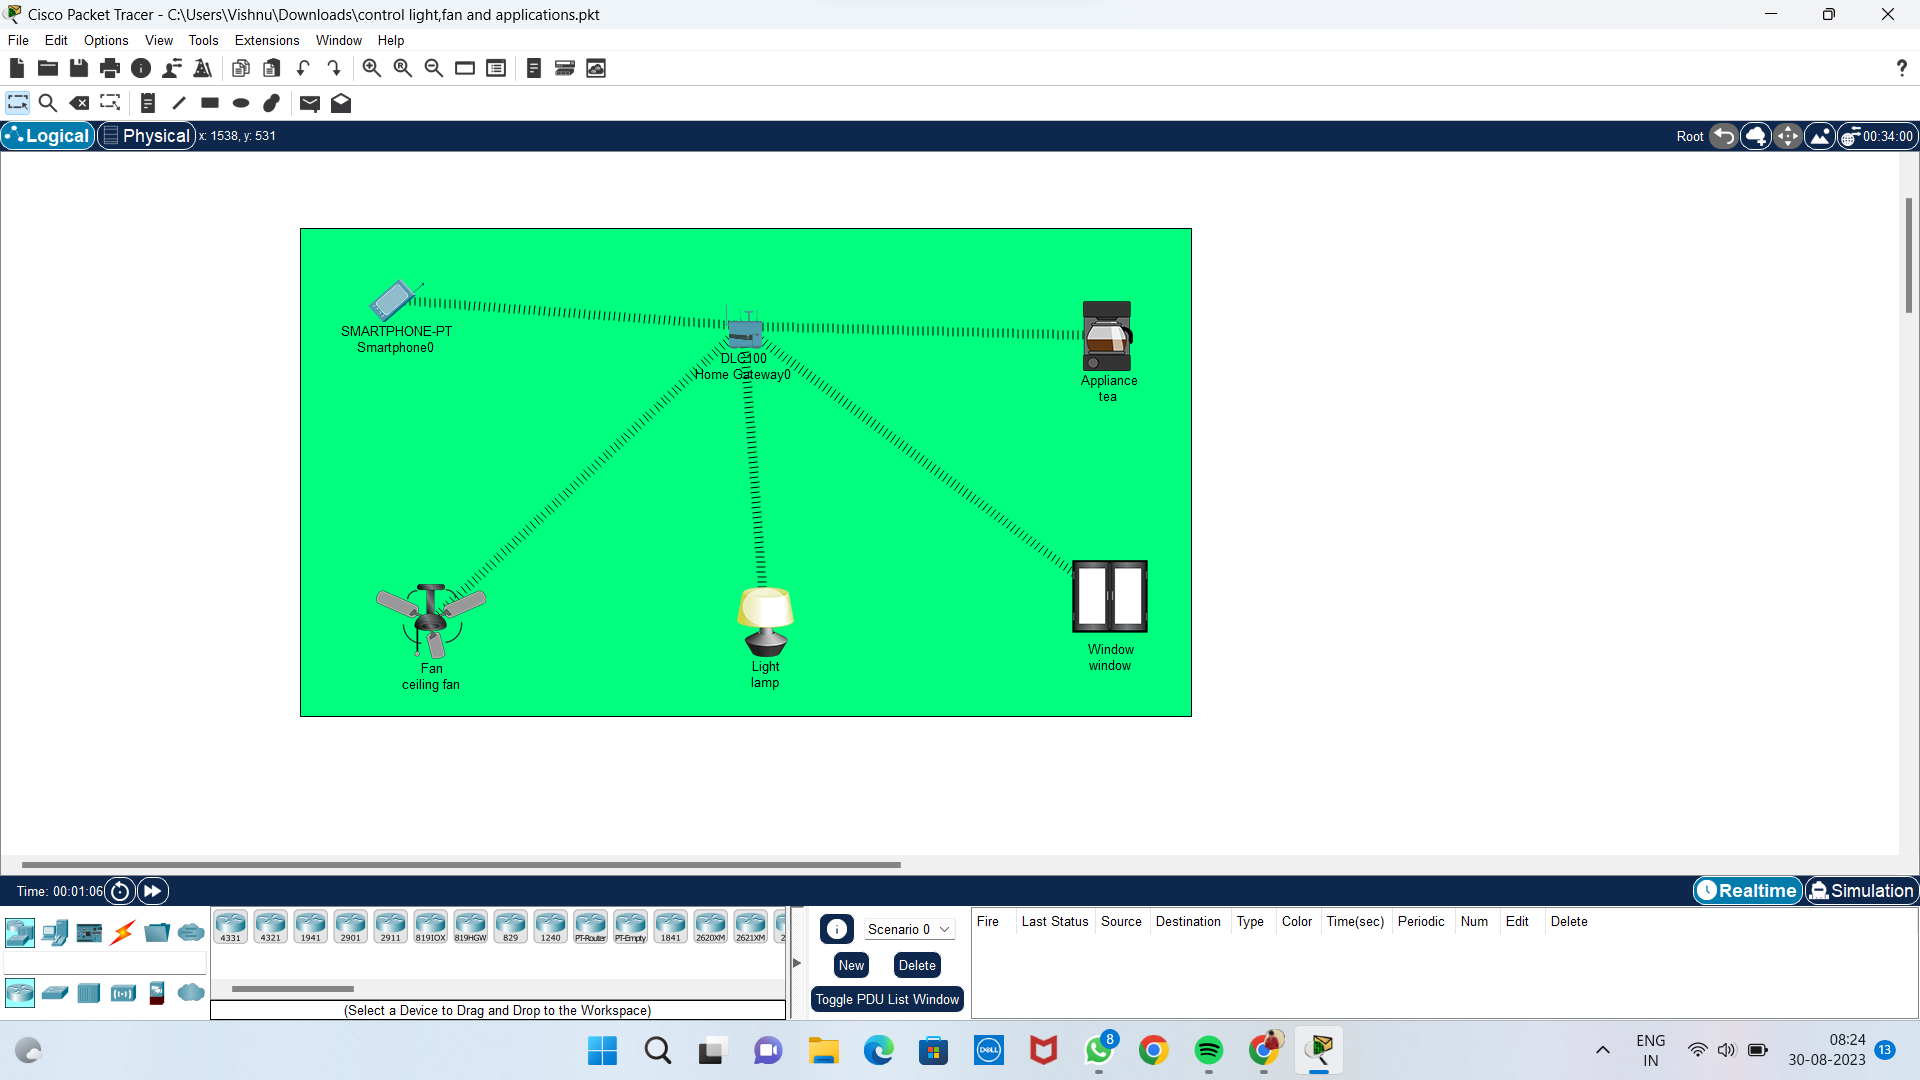 Cisco Packet Tracer - C:\Users\Vishnu\Downloads\control light,fan and applications.pkt
File Edit Options View Tools Extensions Window Help
?
Logical Physical x: 1538, y: 531 Root 00:34:00
SMARTPHONE-PT
Smartphone0
DLC100
Home Gateway0
Appliance
tea
Fan
ceiling fan
Light
lamp
Window
window
Time: 00:01:06 Realtime Simulation
4331 4321 1941 2901 2911 819IOX 819HGW 829 1240 PT-Router PT-Empty 1841 2620XM 2621XM 2
(Select a Device to Drag and Drop to the Workspace)
Scenario 0
New Delete
Toggle PDU List Window
Fire Last Status Source Destination Type Color Time(sec) Periodic Num Edit Delete
DELL
8
ENG
IN
08:24
30-08-2023
13